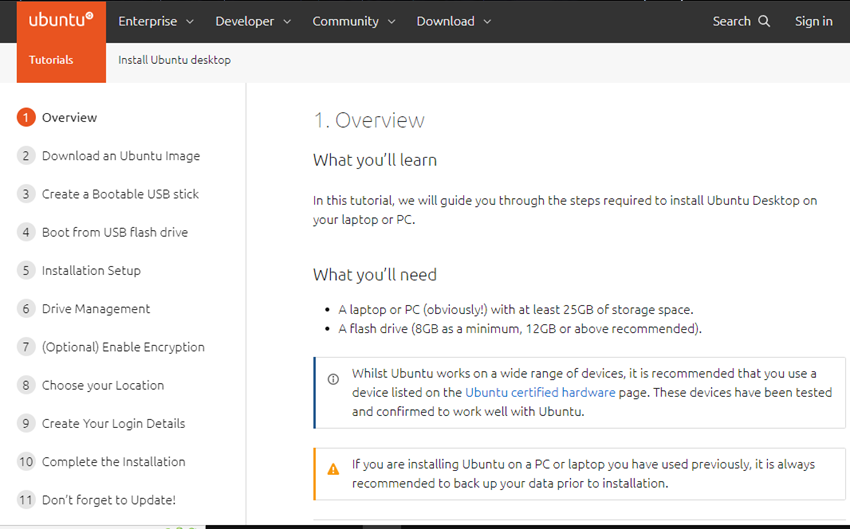 ubuntu Enterprise Developer Community Download Search Sign in
Tutorials Install Ubuntu desktop
1 Overview
2 Download an Ubuntu Image
3 Create a Bootable USB stick
4 Boot from USB flash drive
5 Installation Setup
6 Drive Management
7 (Optional) Enable Encryption
8 Choose your Location
9 Create Your Login Details
10 Complete the Installation
11 Don't forget to Update!
1. Overview
What you'll learn
In this tutorial, we will guide you through the steps required to install Ubuntu Desktop on
your laptop or PC.
What you'll need
• A laptop or PC (obviously!) with at least 25GB of storage space.
• A flash drive (8GB as a minimum, 12GB or above recommended).
Whilst Ubuntu works on a wide range of devices, it is recommended that you use a
device listed on the Ubuntu certified hardware page. These devices have been tested
and confirmed to work well with Ubuntu.
If you are installing Ubuntu on a PC or laptop you have used previously, it is always
recommended to back up your data prior to installation.